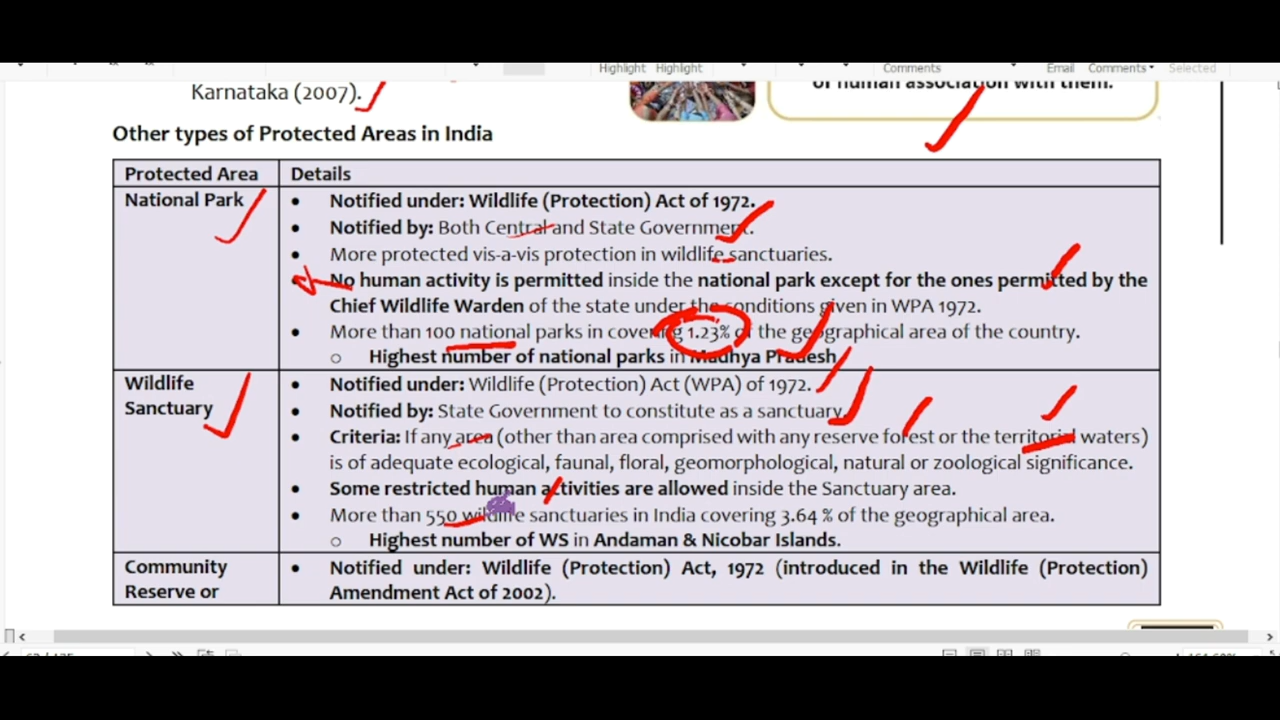 Highlight Highlight Comments Email Comments Selected
Karnataka (2007).
of human association with them.
Other types of Protected Areas in India
Protected Area Details
National Park • Notified under: Wildlife (Protection) Act of 1972.
• Notified by: Both Central and State Government.
• More protected vis-a-vis protection in wildlife sanctuaries.
• No human activity is permitted inside the national park except for the ones permitted by the
Chief Wildlife Warden of the state under the conditions given in WPA 1972.
• More than 100 national parks in covering 1.23% of the geographical area of the country.
o Highest number of national parks in Madhya Pradesh
Wildlife • Notified under: Wildlife (Protection) Act (WPA) of 1972.
Sanctuary • Notified by: State Government to constitute as a sanctuary.
• Criteria: If any area (other than area comprised with any reserve forest or the territorial waters)
is of adequate ecological, faunal, floral, geomorphological, natural or zoological significance.
• Some restricted human activities are allowed inside the Sanctuary area.
• More than 550 wildlife sanctuaries in India covering 3.64 % of the geographical area.
o Highest number of WS in Andaman & Nicobar Islands.
Community • Notified under: Wildlife (Protection) Act, 1972 (introduced in the Wildlife (Protection)
Reserve or Amendment Act of 2002).